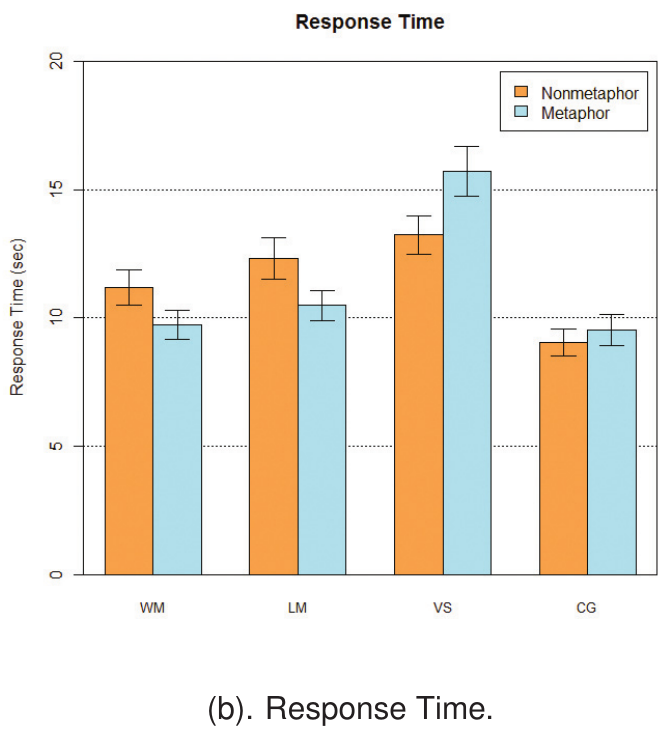 Response Time
Nonmetaphor
Metaphor
Response Time (sec)
20
15
10
5
0
WM LM VS CG
(b). Response Time.